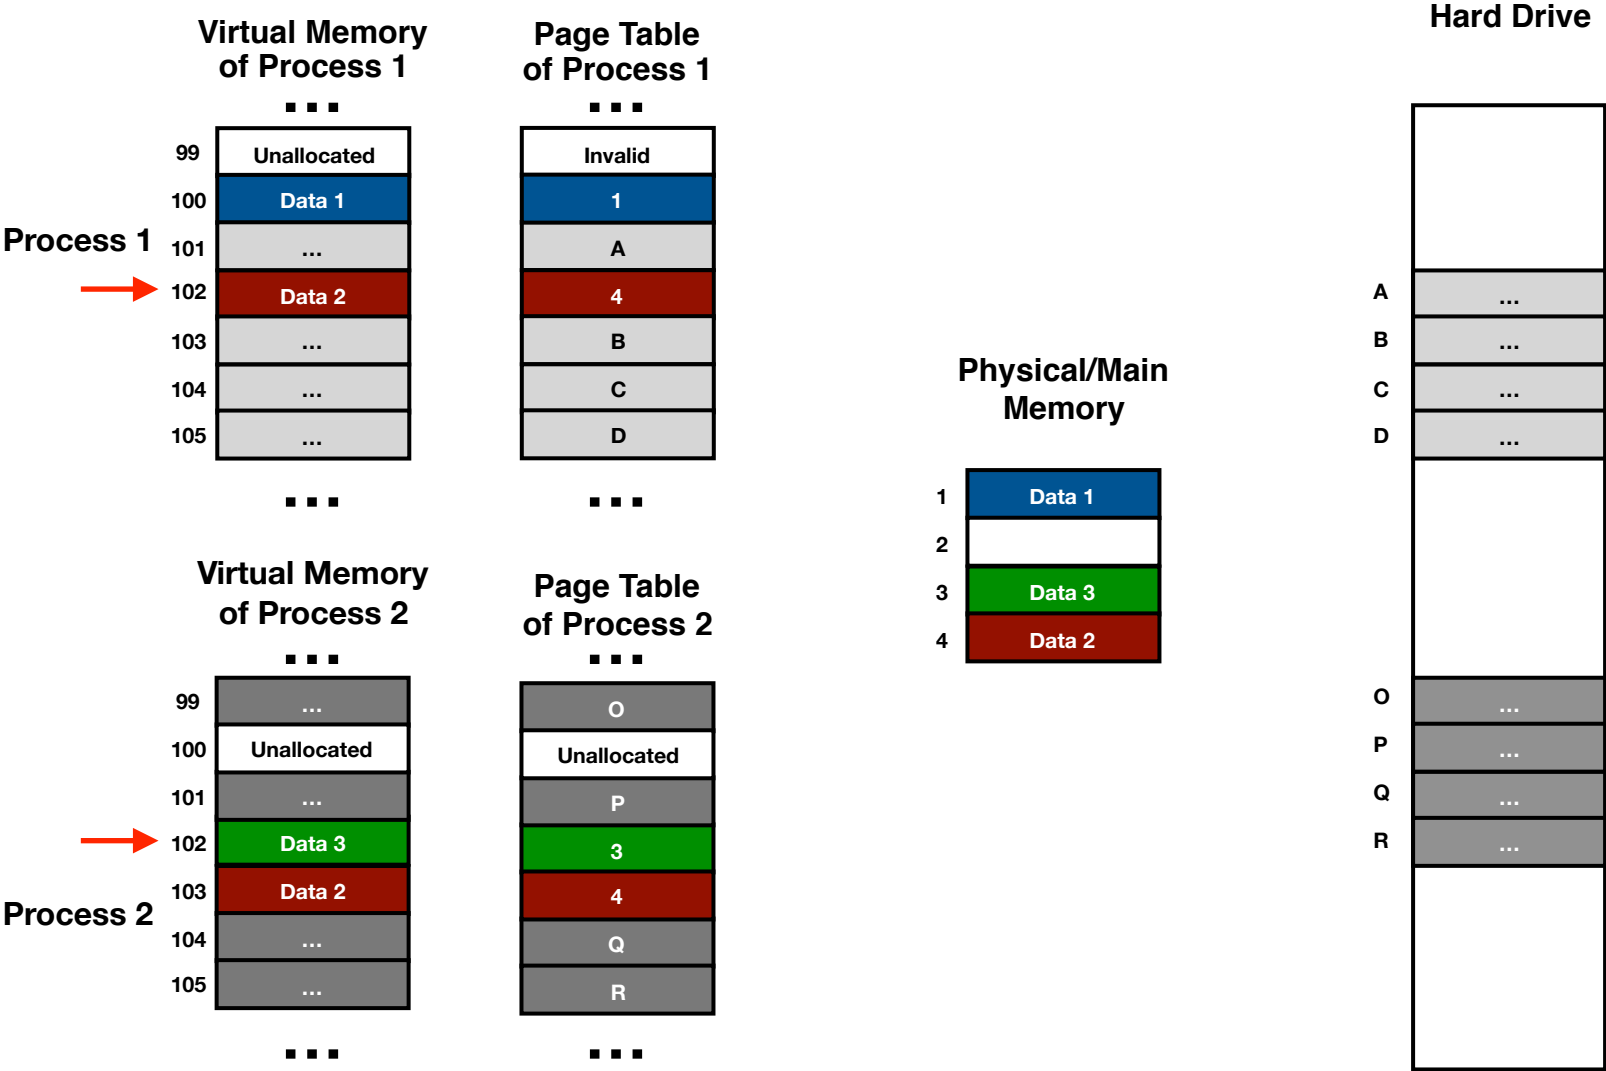 Hard Drive
Virtual Memory
of Process 1
...
Page Table
of Process 1
...
Process 1
99 Unallocated Invalid
100 Data 1 1
101 ... A
102 Data 2 4
103 ... B
104 ... C
105 ... D
... ...
Physical/Main
Memory
1 Data 1
2
3 Data 3
4 Data 2
A ...
B ...
C ...
D ...
Virtual Memory
of Process 2
...
Page Table
of Process 2
...
99 ... O
100 Unallocated Unallocated
101 ... P
102 Data 3 3
103 Data 2 4
Process 2
104 ... Q
105 ... R
... ...
O ...
P ...
Q ...
R ...